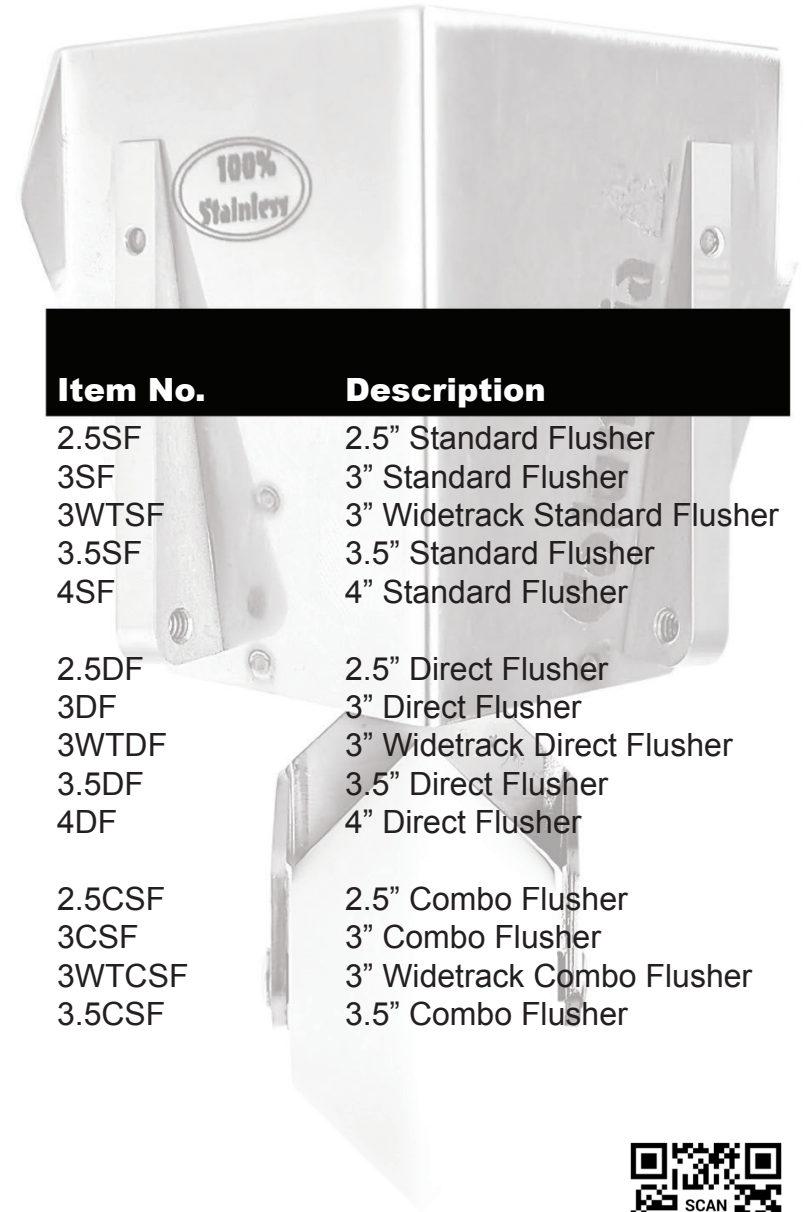 100%
Stainless
Item No. Description
2.5SF 2.5” Standard Flusher
3SF 3” Standard Flusher
3WTSF 3” Widetrack Standard Flusher
3.5SF 3.5” Standard Flusher
4SF 4” Standard Flusher
2.5DF 2.5” Direct Flusher
3DF 3” Direct Flusher
3WTDF 3” Widetrack Direct Flusher
3.5DF 3.5” Direct Flusher
4DF 4” Direct Flusher
2.5CSF 2.5” Combo Flusher
3CSF 3” Combo Flusher
3WTCSF 3” Widetrack Combo Flusher
3.5CSF 3.5” Combo Flusher
SCAN